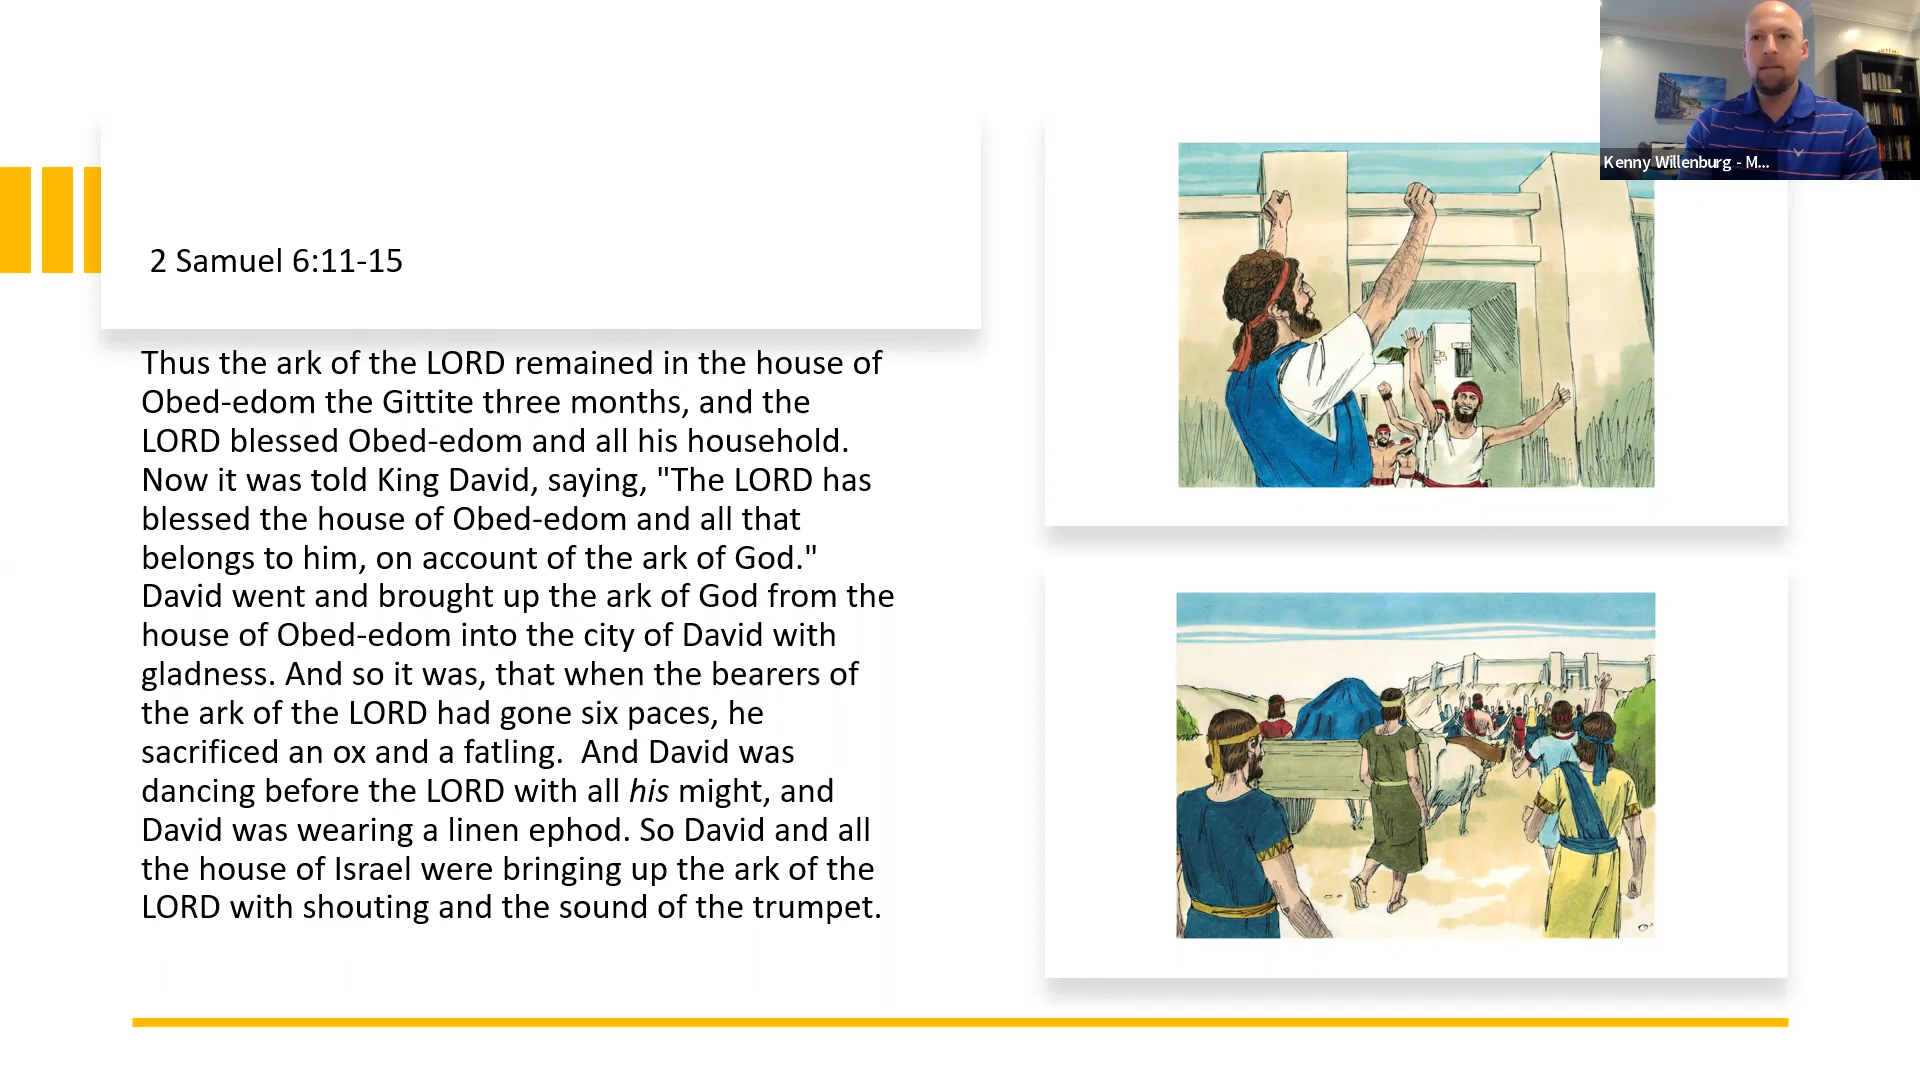 Kenny Willenburg - M...
2 Samuel 6:11-15
Thus the ark of the LORD remained in the house of
Obed-edom the Gittite three months, and the
LORD blessed Obed-edom and all his household.
Now it was told King David, saying, "The LORD has
blessed the house of Obed-edom and all that
belongs to him, on account of the ark of God."
David went and brought up the ark of God from the
house of Obed-edom into the city of David with
gladness. And so it was, that when the bearers of
the ark of the LORD had gone six paces, he
sacrificed an ox and a fatling.  And David was
dancing before the LORD with all his might, and
David was wearing a linen ephod. So David and all
the house of Israel were bringing up the ark of the
LORD with shouting and the sound of the trumpet.